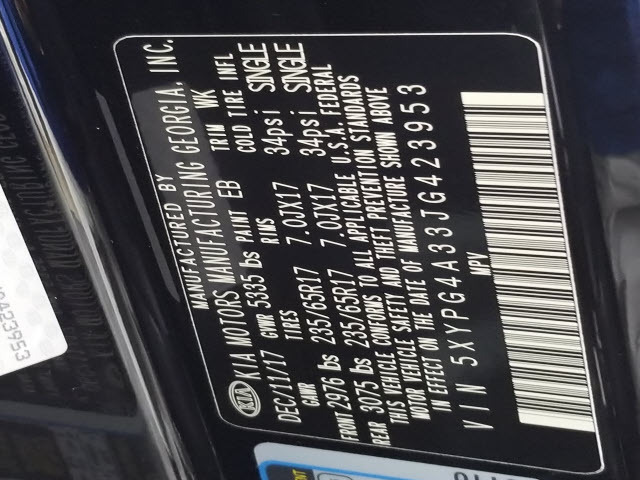 MANUFACTURED BY
KIA KIA MOTORS MANUFACTURING GEORGIA, INC.
DEC/11/17 GVWR 5335 lbs PAINT EB TRIM WK
GAWR TIRES RIMS COLD TIRE INFL
FRONT 2976 lbs 235/65R17 7.0JX17 34psi SINGLE
REAR 3075 lbs 235/65R17 7.0JX17 34psi SINGLE
THIS VEHICLE CONFORMS TO ALL APPLICABLE U.S.A. FEDERAL
MOTOR VEHICLE SAFETY AND THEFT PREVENTION STANDARDS
IN EFFECT ON THE DATE OF MANUFACTURE SHOWN ABOVE
VIN 5XYPG4A33JG423953
MPV